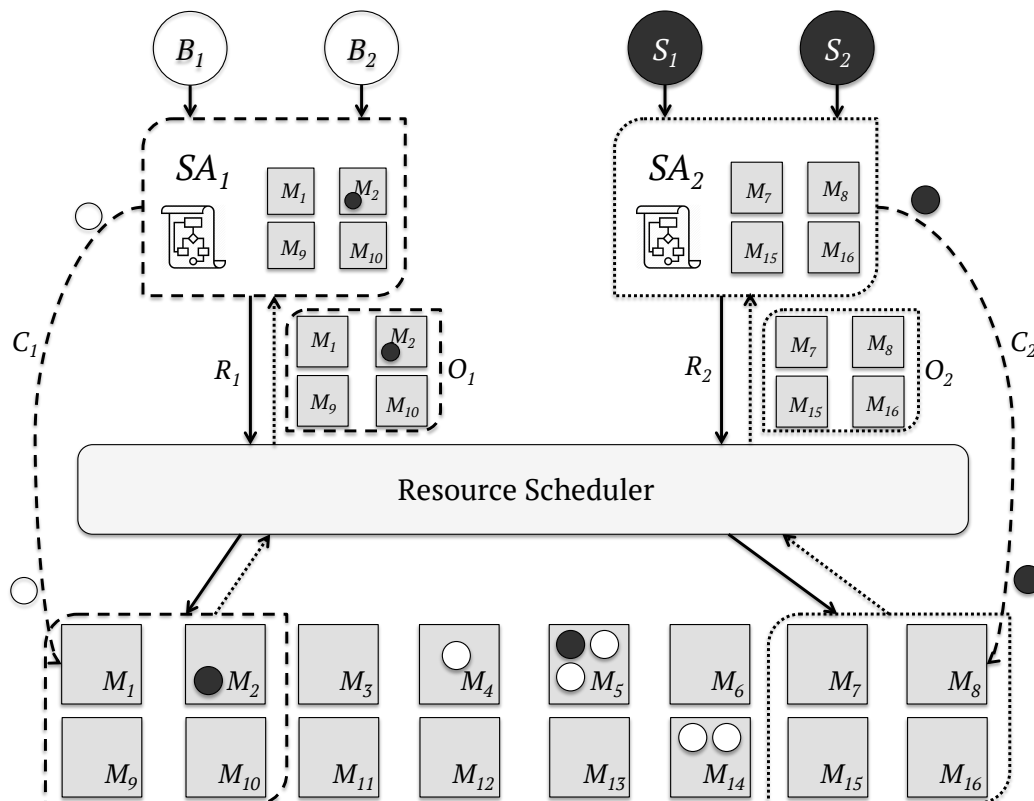 B1 B2 S1 S2
SA1 M1 M2 SA2 M7 M8
M9 M10 M15 M16
C1 R1 M1 M2 O1 R2 M7 M8 O2 C2
M9 M10 M15 M16
Resource Scheduler
M1 M2 M3 M4 M5 M6 M7 M8
M9 M10 M11 M12 M13 M14 M15 M16